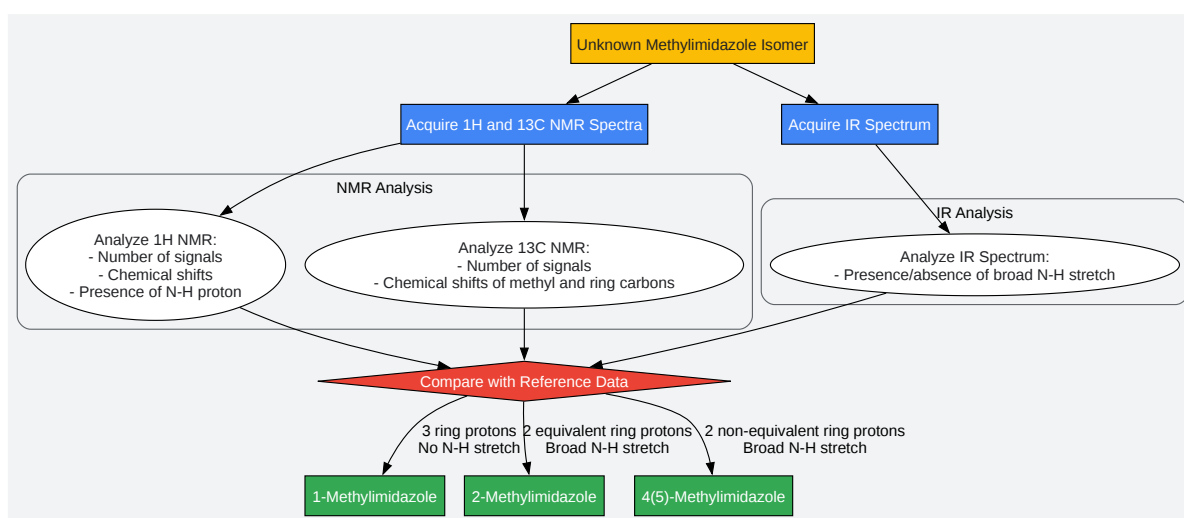 Unknown Methylimidazole Isomer
Acquire 1H and 13C NMR Spectra
Acquire IR Spectrum
NMR Analysis
IR Analysis
Analyze 1H NMR:
- Number of signals
- Chemical shifts
- Presence of N-H proton
Analyze 13C NMR:
- Number of signals
- Chemical shifts of methyl and ring carbons
Analyze IR Spectrum:
- Presence/absence of broad N-H stretch
Compare with Reference Data
3 ring protons
No N-H stretch
2 equivalent ring protons
Broad N-H stretch
2 non-equivalent ring protons
Broad N-H stretch
1-Methylimidazole
2-Methylimidazole
4(5)-Methylimidazole